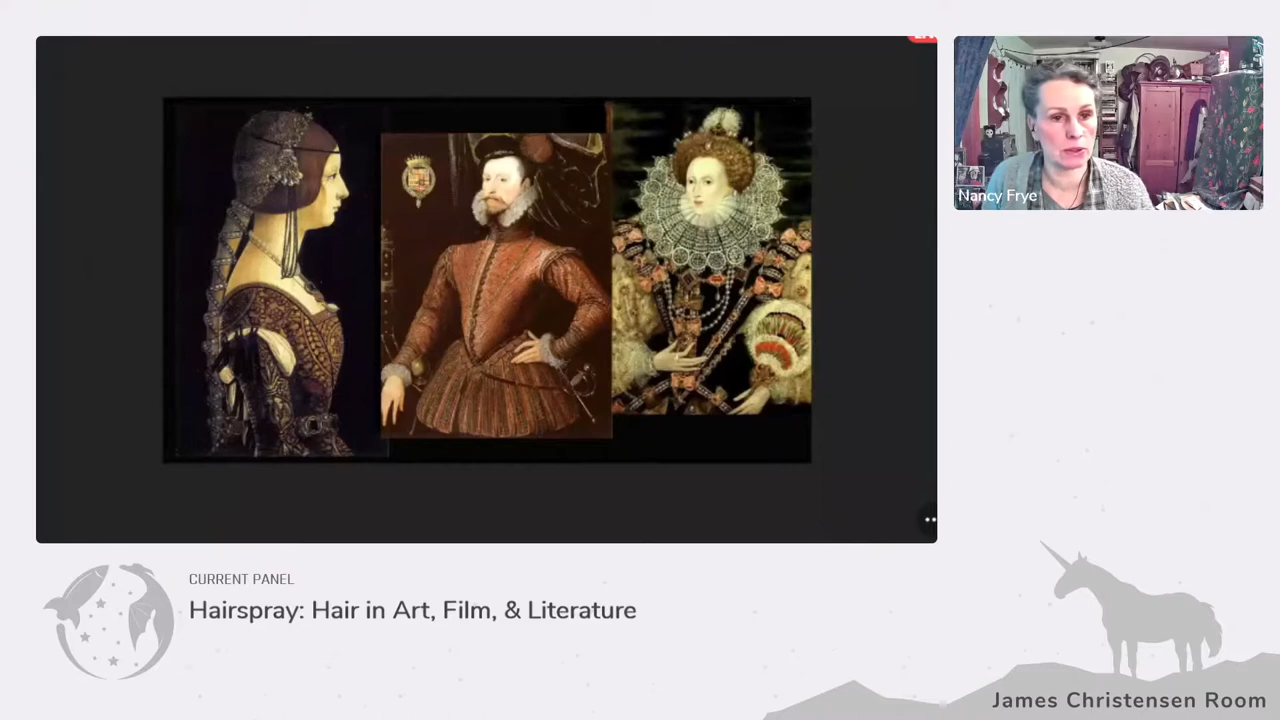 Nancy Frye
CURRENT PANEL
Hairspray: Hair in Art, Film, & Literature
James Christensen Room